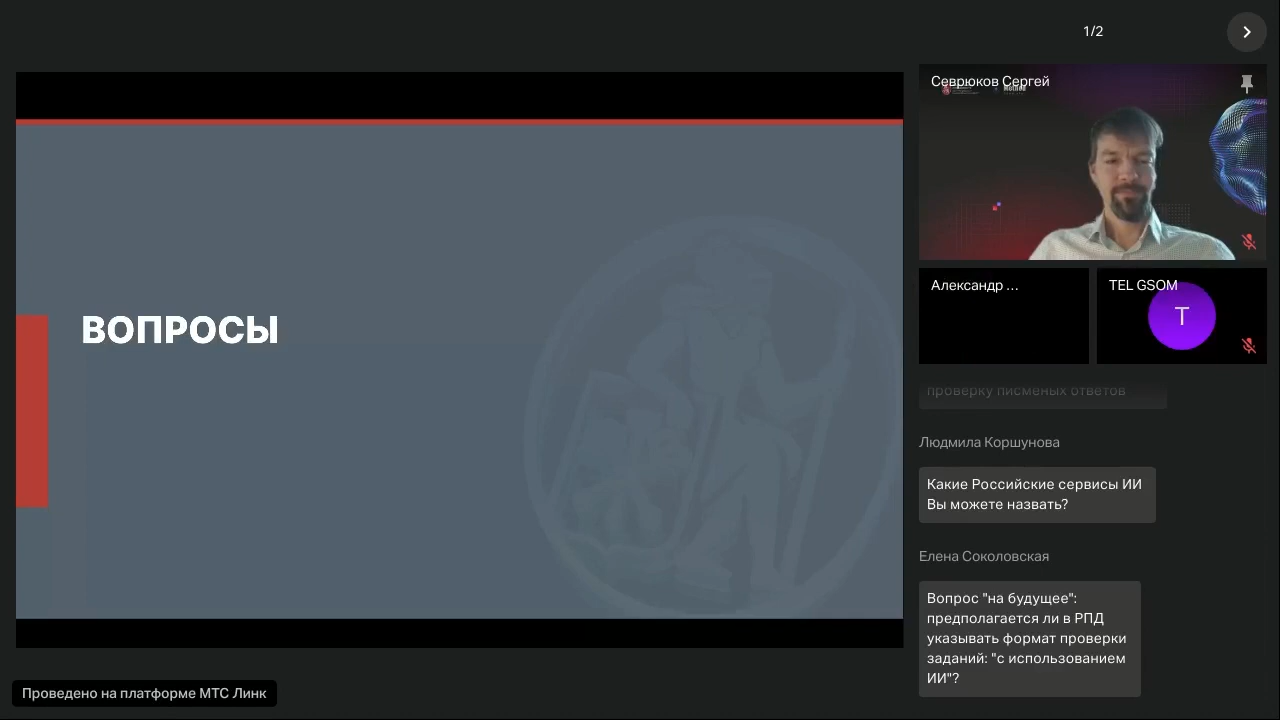 1/2
Севрюков Сергей
ВОПРОСЫ
Александр ...
TEL GSOM
T
проверку писменых ответов
Людмила Коршунова
Какие Российские сервисы ИИ
Вы можете назвать?
Елена Соколовская
Вопрос "на будущее":
предполагается ли в РПД
указывать формат проверки
заданий: "с использованием
ИИ"?
Проведено на платформе МТС Линк